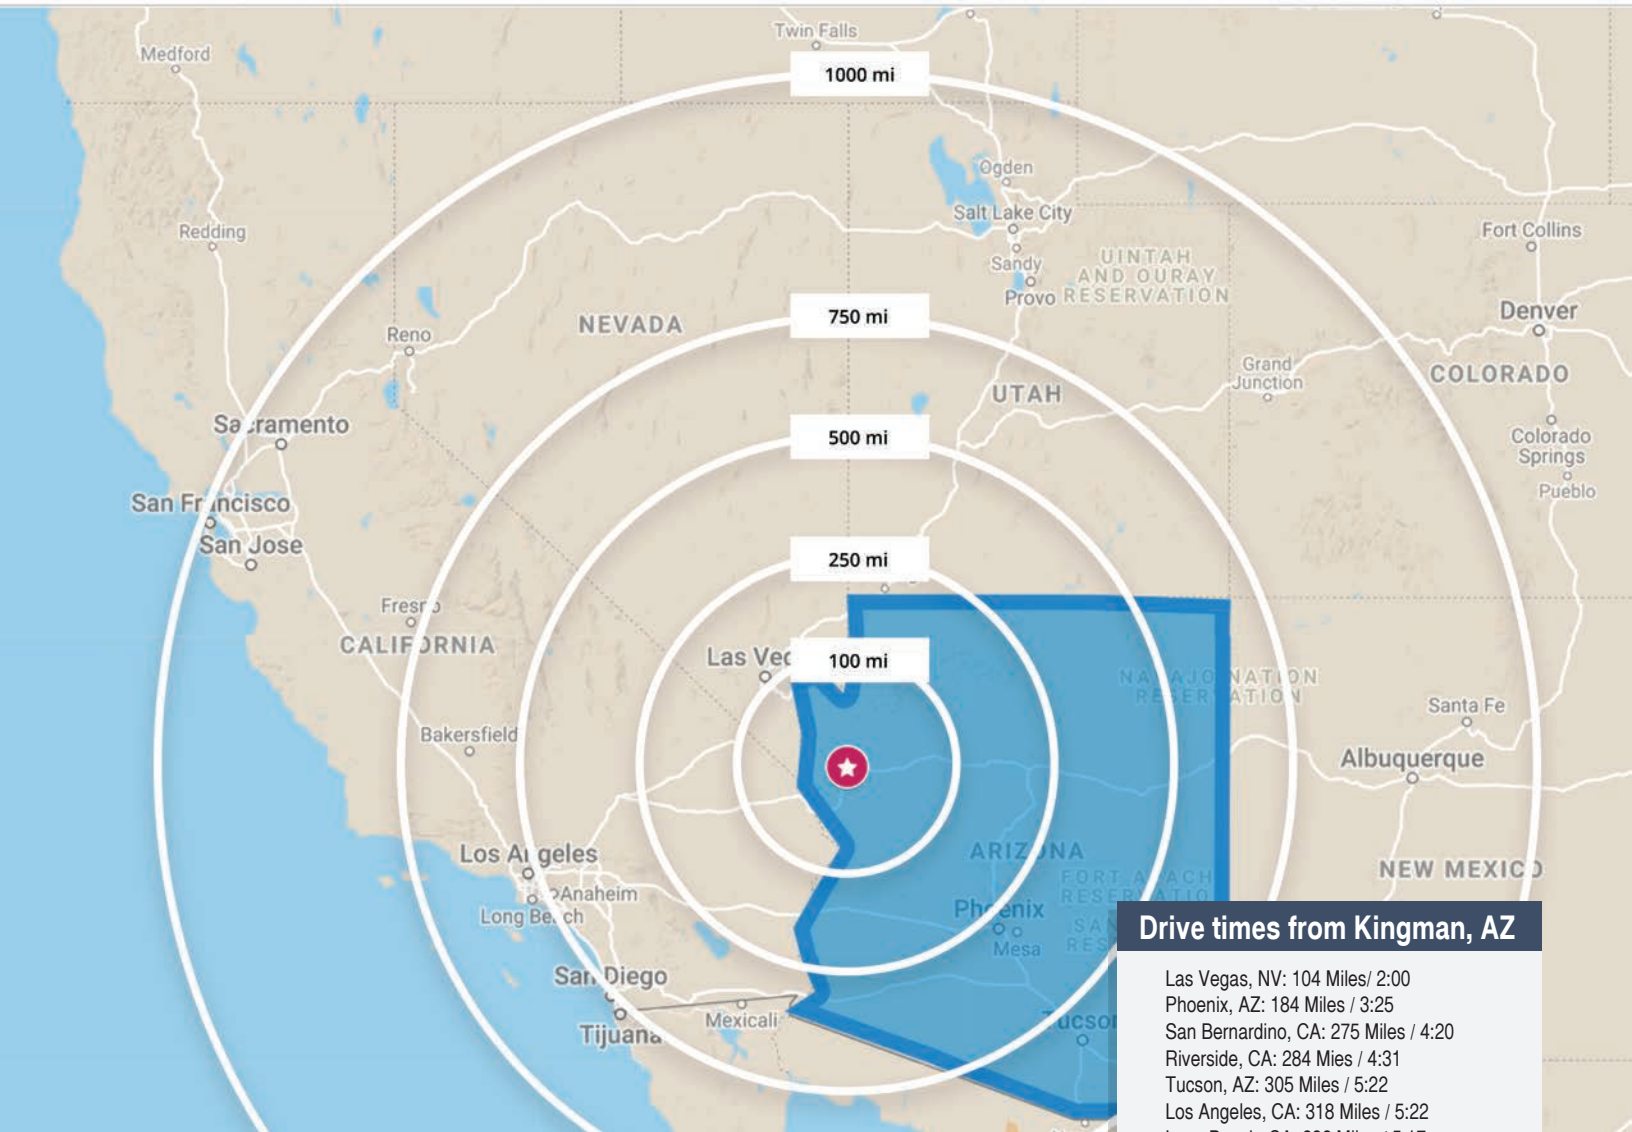 Twin Falls
Medford
1000 mi
Ogden
Salt Lake City
Redding
Fort Collins
Sandy
UINTAH
AND OURAY
RESERVATION
Provo
Denver
750 mi
NEVADA
Reno
Grand
Junction
COLORADO
UTAH
Sacramento
500 mi
Colorado
Springs
Pueblo
San Francisco
San Jose
250 mi
Fresno
CALIFORNIA
Las Veg
100 mi
NAVAJO NATION
RESERVATION
Santa Fe
Bakersfield
Albuquerque
Los Angeles
ARIZONA
NEW MEXICO
FORT APACH
RESERVATIO
Anaheim
Long Beach
Phoenix
Mesa
SAN
RES
San Diego
Tijuana
Mexicali
Tucson
Drive times from Kingman, AZ
Las Vegas, NV: 104 Miles/ 2:00
Phoenix, AZ: 184 Miles / 3:25
San Bernardino, CA: 275 Miles / 4:20
Riverside, CA: 284 Mies / 4:31
Tucson, AZ: 305 Miles / 5:22
Los Angeles, CA: 318 Miles / 5:22